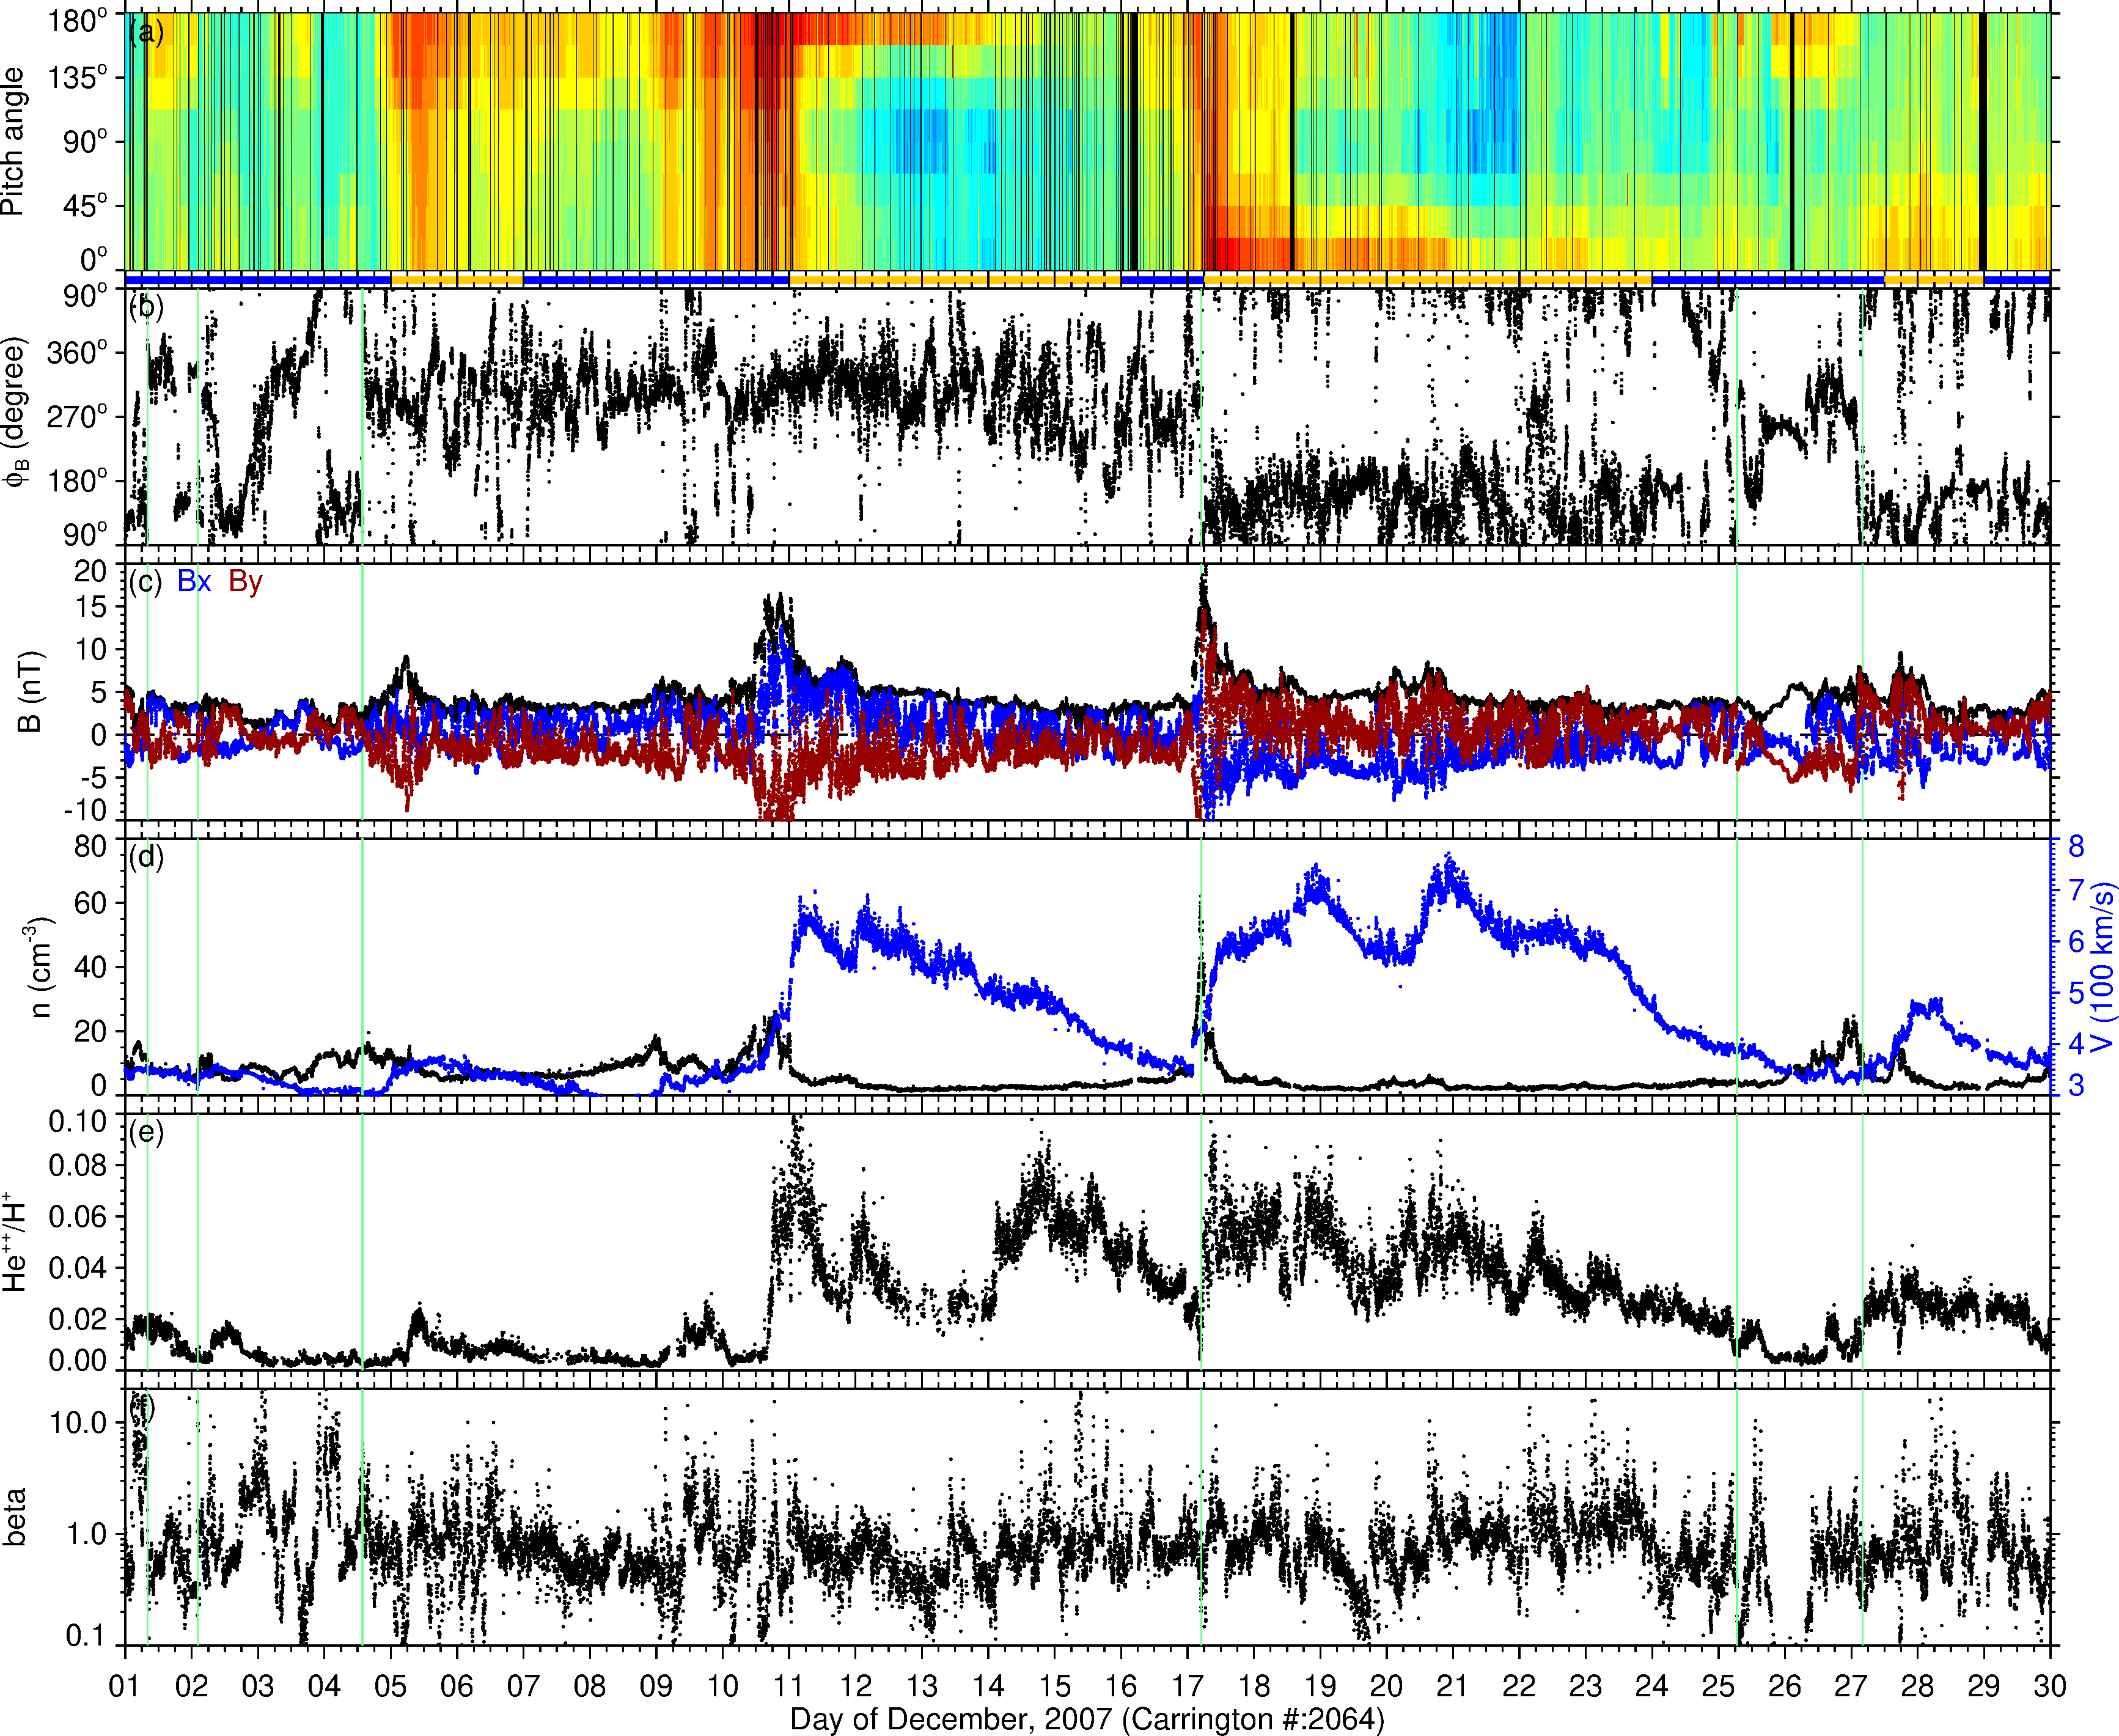 (a)
Pitch angle
180°
135°
90°
45°
0°
(b)
ϕB (degree)
90°
360°
270°
180°
90°
(c) Bx By
B (nT)
20
15
10
5
0
-5
-10
(d)
n (cm-3)
80
60
40
20
0
V (100 km/s)
8
7
6
5
4
3
(e)
He++/H+
0.10
0.08
0.06
0.04
0.02
0.00
beta
10.0
1.0
0.1
01 02 03 04 05 06 07 08 09 10 11 12 13 14 15 16 17 18 19 20 21 22 23 24 25 26 27 28 29 30
Day of December, 2007 (Carrington #:2064)